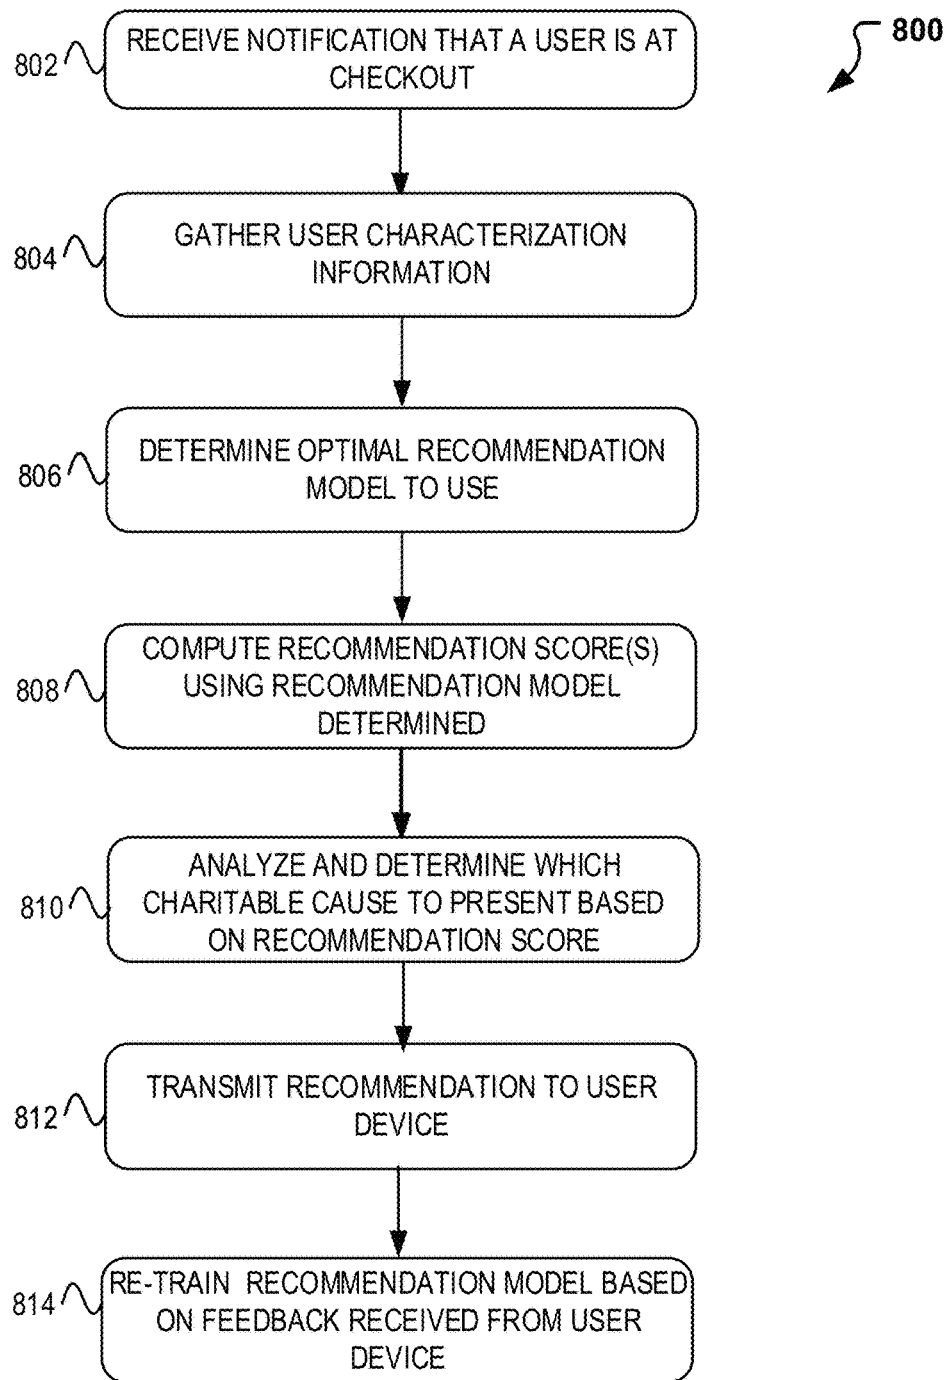 800
802
RECEIVE NOTIFICATION THAT A USER IS AT
CHECKOUT
804
GATHER USER CHARACTERIZATION
INFORMATION
806
DETERMINE OPTIMAL RECOMMENDATION
MODEL TO USE
808
COMPUTE RECOMMENDATION SCORE(S)
USING RECOMMENDATION MODEL
DETERMINED
810
ANALYZE AND DETERMINE WHICH
CHARITABLE CAUSE TO PRESENT BASED
ON RECOMMENDATION SCORE
812
TRANSMIT RECOMMENDATION TO USER
DEVICE
814
RE-TRAIN RECOMMENDATION MODEL BASED
ON FEEDBACK RECEIVED FROM USER
DEVICE